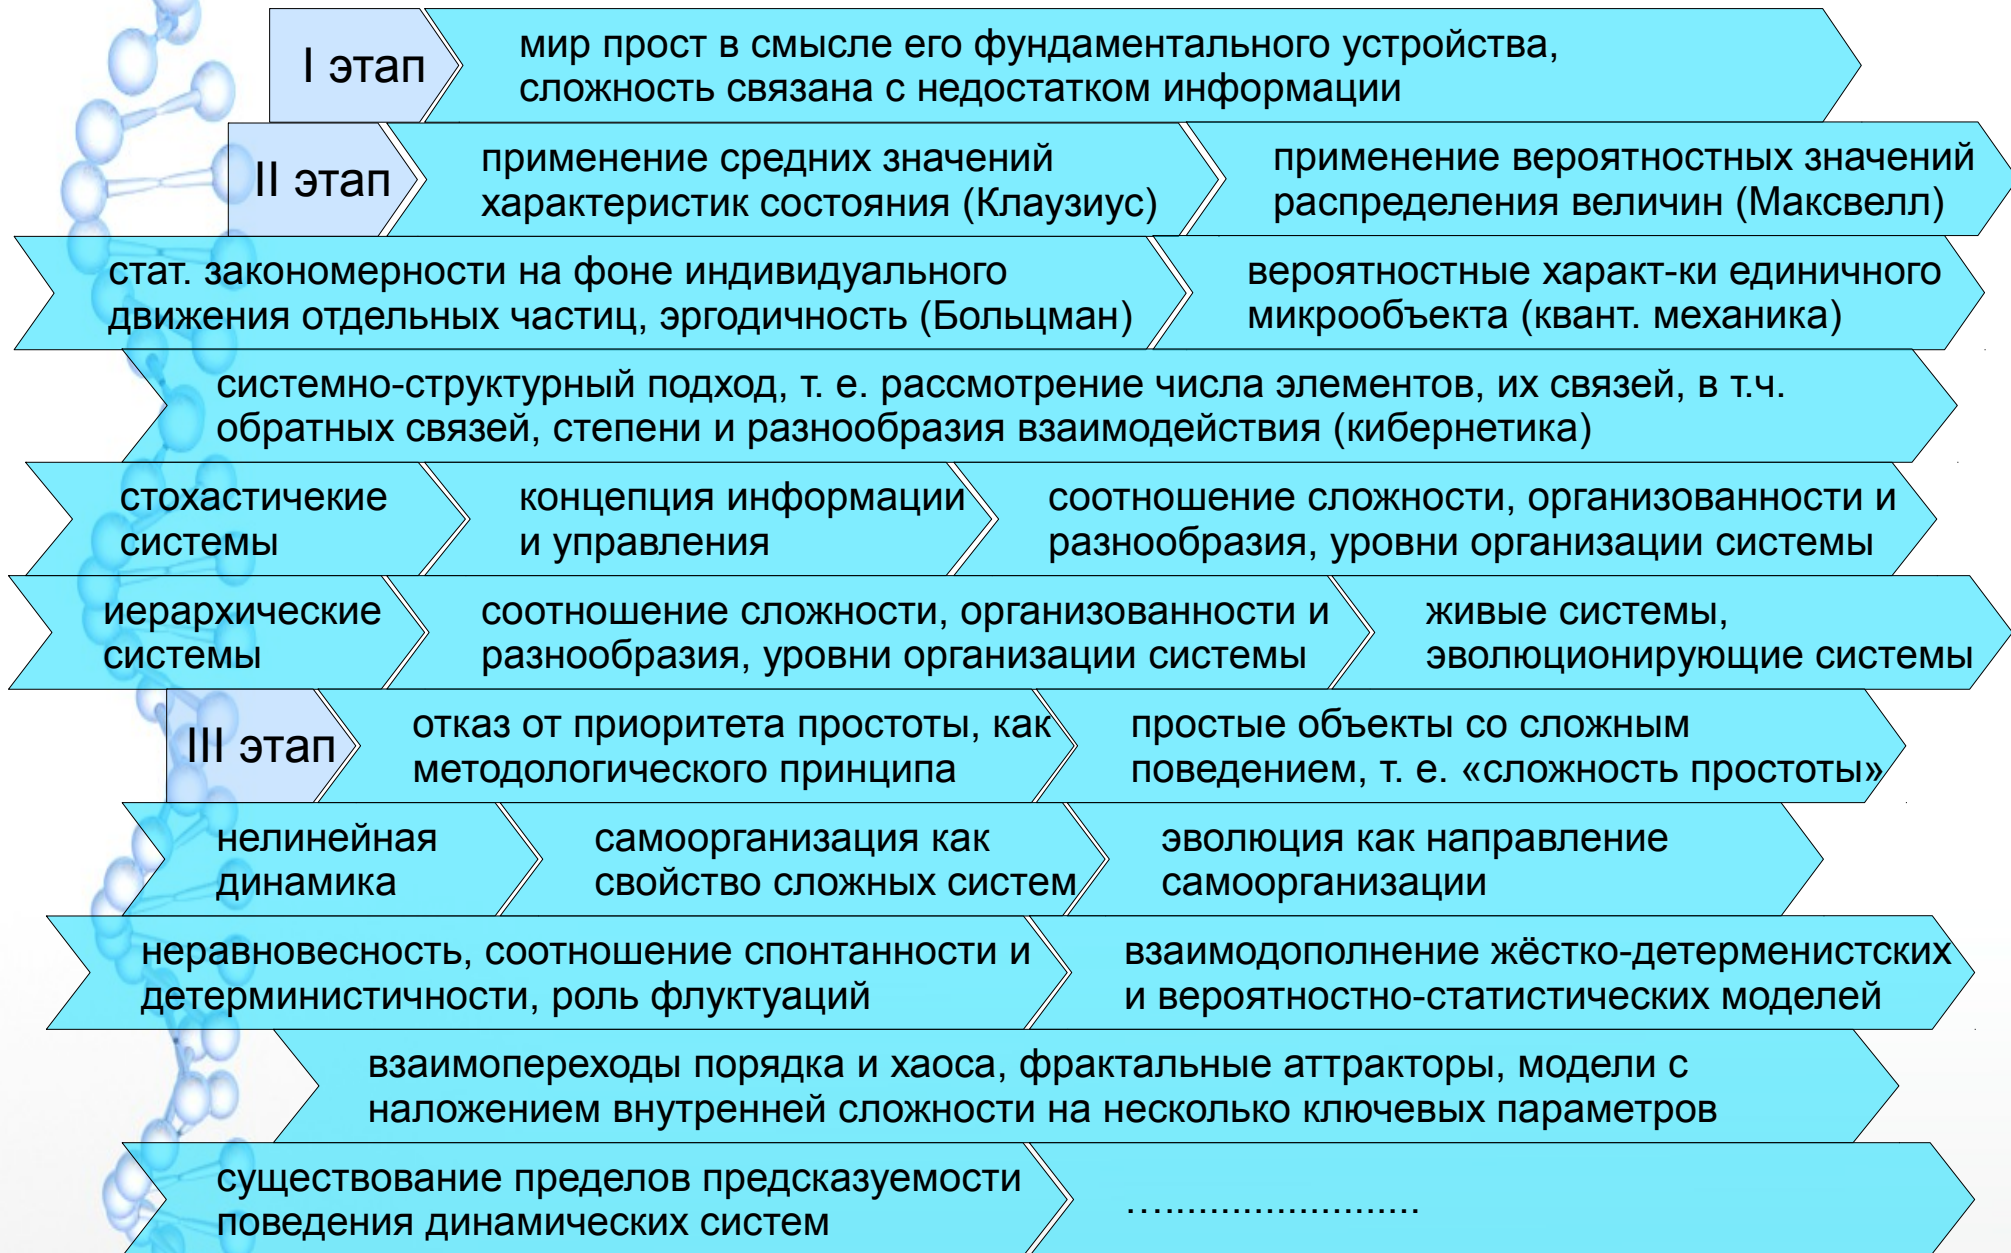 I этап
мир прост в смысле его фундаментального устройства,
сложность связана с недостатком информации
II этап
применение средних значений
характеристик состояния (Клаузиус)
применение вероятностных значений
распределения величин (Максвелл)
стат. закономерности на фоне индивидуального
движения отдельных частиц, эргодичность (Больцман)
вероятностные характ-ки единичного
микрообъекта (квант. механика)
системно-структурный подход, т. е. рассмотрение числа элементов, их связей, в т.ч.
обратных связей, степени и разнообразия взаимодействия (кибернетика)
стохастичекие
системы
концепция информации
и управления
соотношение сложности, организованности и
разнообразия, уровни организации системы
иерархические
системы
соотношение сложности, организованности и
разнообразия, уровни организации системы
живые системы,
эволюционирующие системы
III этап
отказ от приоритета простоты, как
методологического принципа
простые объекты со сложным
поведением, т. е. «сложность простоты»
нелинейная
динамика
самоорганизация как
свойство сложных систем
эволюция как направление
самоорганизации
неравновесность, соотношение спонтанности и
детерминистичности, роль флуктуаций
взаимодополнение жёстко-детерменистских
и вероятностно-статистических моделей
взаимопереходы порядка и хаоса, фрактальные аттракторы, модели с
наложением внутренней сложности на несколько ключевых параметров
существование пределов предсказуемости
поведения динамических систем
…......................